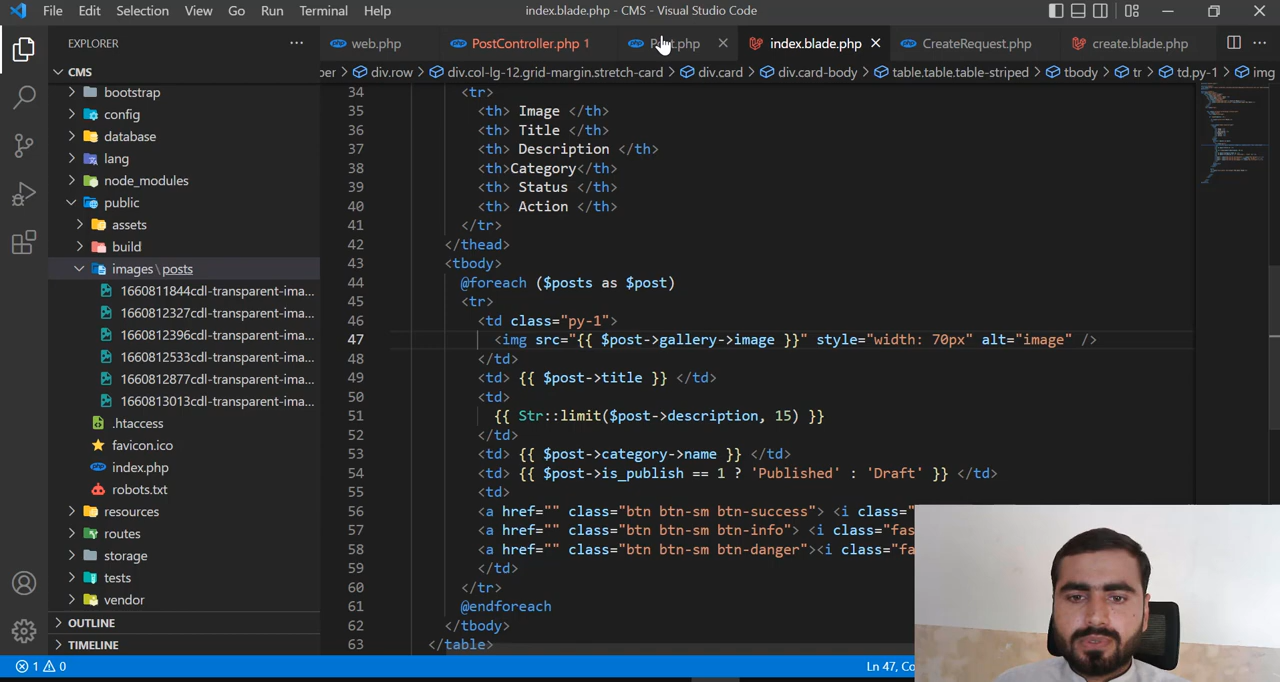 File Edit Selection View Go Run Terminal Help index.blade.php - CMS - Visual Studio Code
EXPLORER ... web.php PostController.php 1 index.blade.php CreateRequest.php create.blade.php ...
CMS
per > div.row > div.col-lg-12.grid-margin.stretch-card > div.card > div.card-body > table.table.table-striped > tbody > tr > td.py-1 > img
bootstrap
config
database
lang
node_modules
public
assets
build
images\posts
1660811844cdl-transparent-ima...
1660812327cdl-transparent-ima...
1660812396cdl-transparent-ima...
1660812533cdl-transparent-ima...
1660812877cdl-transparent-ima...
1660813013cdl-transparent-ima...
.htaccess
favicon.ico
index.php
robots.txt
resources
routes
storage
tests
vendor
OUTLINE
TIMELINE
34 <tr>
35 <th> Image </th>
36 <th> Title </th>
37 <th> Description </th>
38 <th>Category</th>
39 <th> Status </th>
40 <th> Action </th>
41 </tr>
42 </thead>
43 <tbody>
44 @foreach ($posts as $post)
45 <tr>
46 <td class="py-1">
47 <img src="{{ $post->gallery->image }}" style="width: 70px" alt="image" />
48 </td>
49 <td> {{ $post->title }} </td>
50 <td>
51 {{ Str::limit($post->description, 15) }}
52 </td>
53 <td> {{ $post->category->name }} </td>
54 <td> {{ $post->is_publish == 1 ? 'Published' : 'Draft' }} </td>
55 <td>
56 <a href="" class="btn btn-sm btn-success"> <i class="
57 <a href="" class="btn btn-sm btn-info"> <i class="fas
58 <a href="" class="btn btn-sm btn-danger"><i class="fa
59 </td>
60 </tr>
61 @endforeach
62 </tbody>
63 </table>
1 0 Ln 47, Co